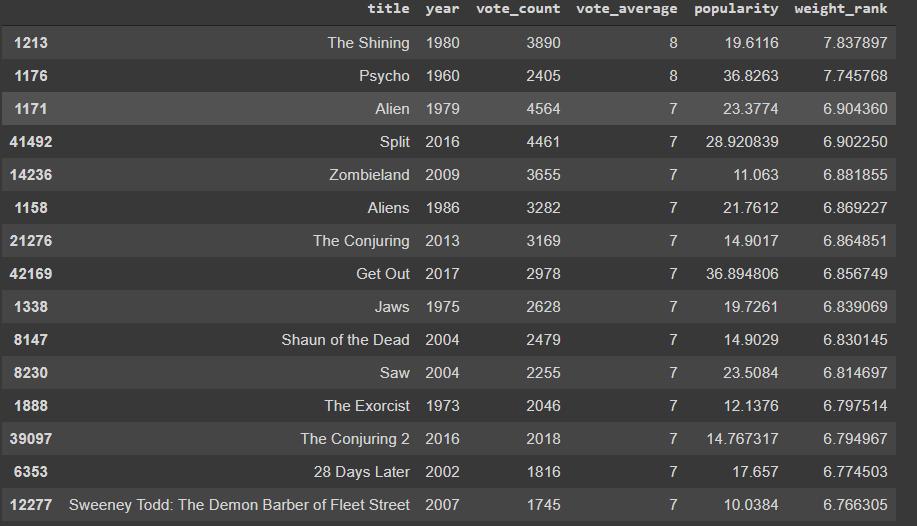 title year vote_count vote_average popularity weight_rank
1213 The Shining 1980 3890 8 19.6116 7.837897
1176 Psycho 1960 2405 8 36.8263 7.745768
1171 Alien 1979 4564 7 23.3774 6.904360
41492 Split 2016 4461 7 28.920839 6.902250
14236 Zombieland 2009 3655 7 11.063 6.881855
1158 Aliens 1986 3282 7 21.7612 6.869227
21276 The Conjuring 2013 3169 7 14.9017 6.864851
42169 Get Out 2017 2978 7 36.894806 6.856749
1338 Jaws 1975 2628 7 19.7261 6.839069
8147 Shaun of the Dead 2004 2479 7 14.9029 6.830145
8230 Saw 2004 2255 7 23.5084 6.814697
1888 The Exorcist 1973 2046 7 12.1376 6.797514
39097 The Conjuring 2 2016 2018 7 14.767317 6.794967
6353 28 Days Later 2002 1816 7 17.657 6.774503
12277 Sweeney Todd: The Demon Barber of Fleet Street 2007 1745 7 10.0384 6.766305